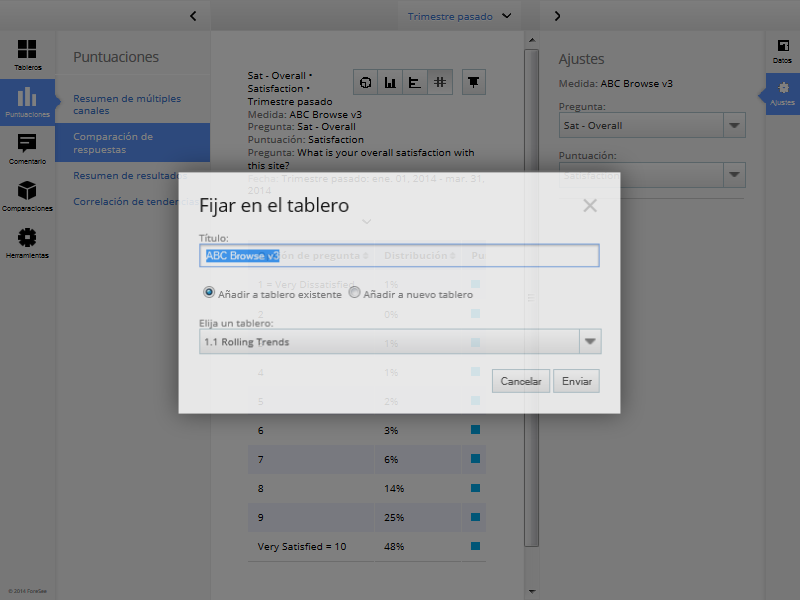 Trimestre pasado
Tableros
Puntuaciones
Comentario
Comparaciones
Herramientas
© 2014 ForeSee
Puntuaciones
Resumen de múltiples
canales
Comparación de
respuestas
Resumen de resultados
Correlación de tendencias
Sat - Overall •
Satisfaction •
Trimestre pasado
Medida: ABC Browse v3
Pregunta: Sat - Overall
Puntuación: Satisfaction
Pregunta: What is your overall satisfaction with
this site?
Fecha: Trimestre pasado: ene. 01, 2014 - mar. 31,
2014
Fijar en el tablero
Título:
ABC Browse v3
ón de pregunta Distribución Pu
1 = Very Dissatisfied 1%
2 0%
Añadir a tablero existente Añadir a nuevo tablero
Elija un tablero:
1.1 Rolling Trends
1%
4 1%
Cancelar Enviar
5 2%
6 3%
7 6%
8 14%
9 25%
Very Satisfied = 10 48%
Ajustes
Medida: ABC Browse v3
Pregunta:
Sat - Overall
Puntuación:
Satisfaction
Datos
Ajustes